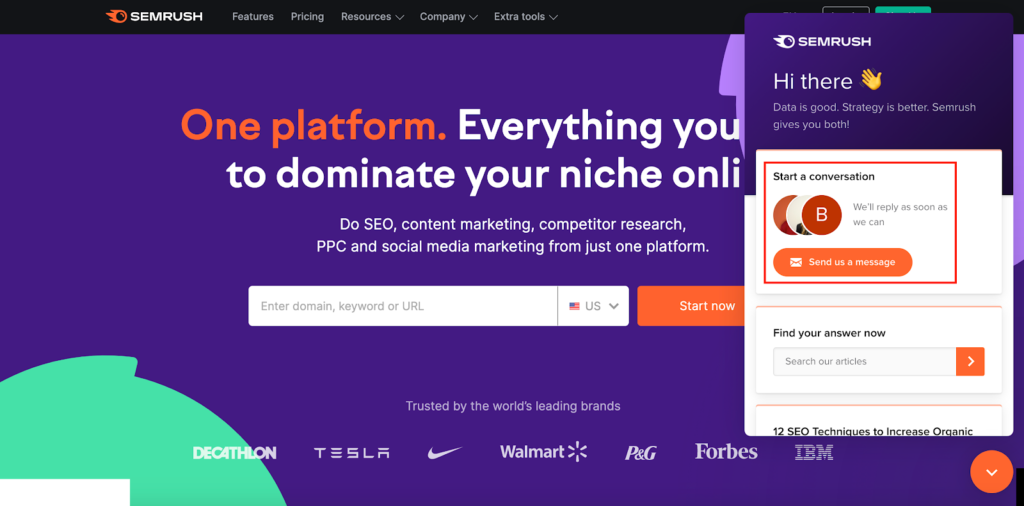 SEMRUSH
Features Pricing Resources Company Extra tools
One platform. Everything you
to dominate your niche onli
Do SEO, content marketing, competitor research,
PPC and social media marketing from just one platform.
Enter domain, keyword or URL
US
Start now
Trusted by the world's leading brands
DECATHLON TESLA Walmart P&G Forbes IBM
SEMRUSH
Hi there 👋
Data is good. Strategy is better. Semrush
gives you both!
Start a conversation
B
We'll reply as soon as
we can
Send us a message
Find your answer now
Search our articles
12 SEO Techniques to Increase Organic